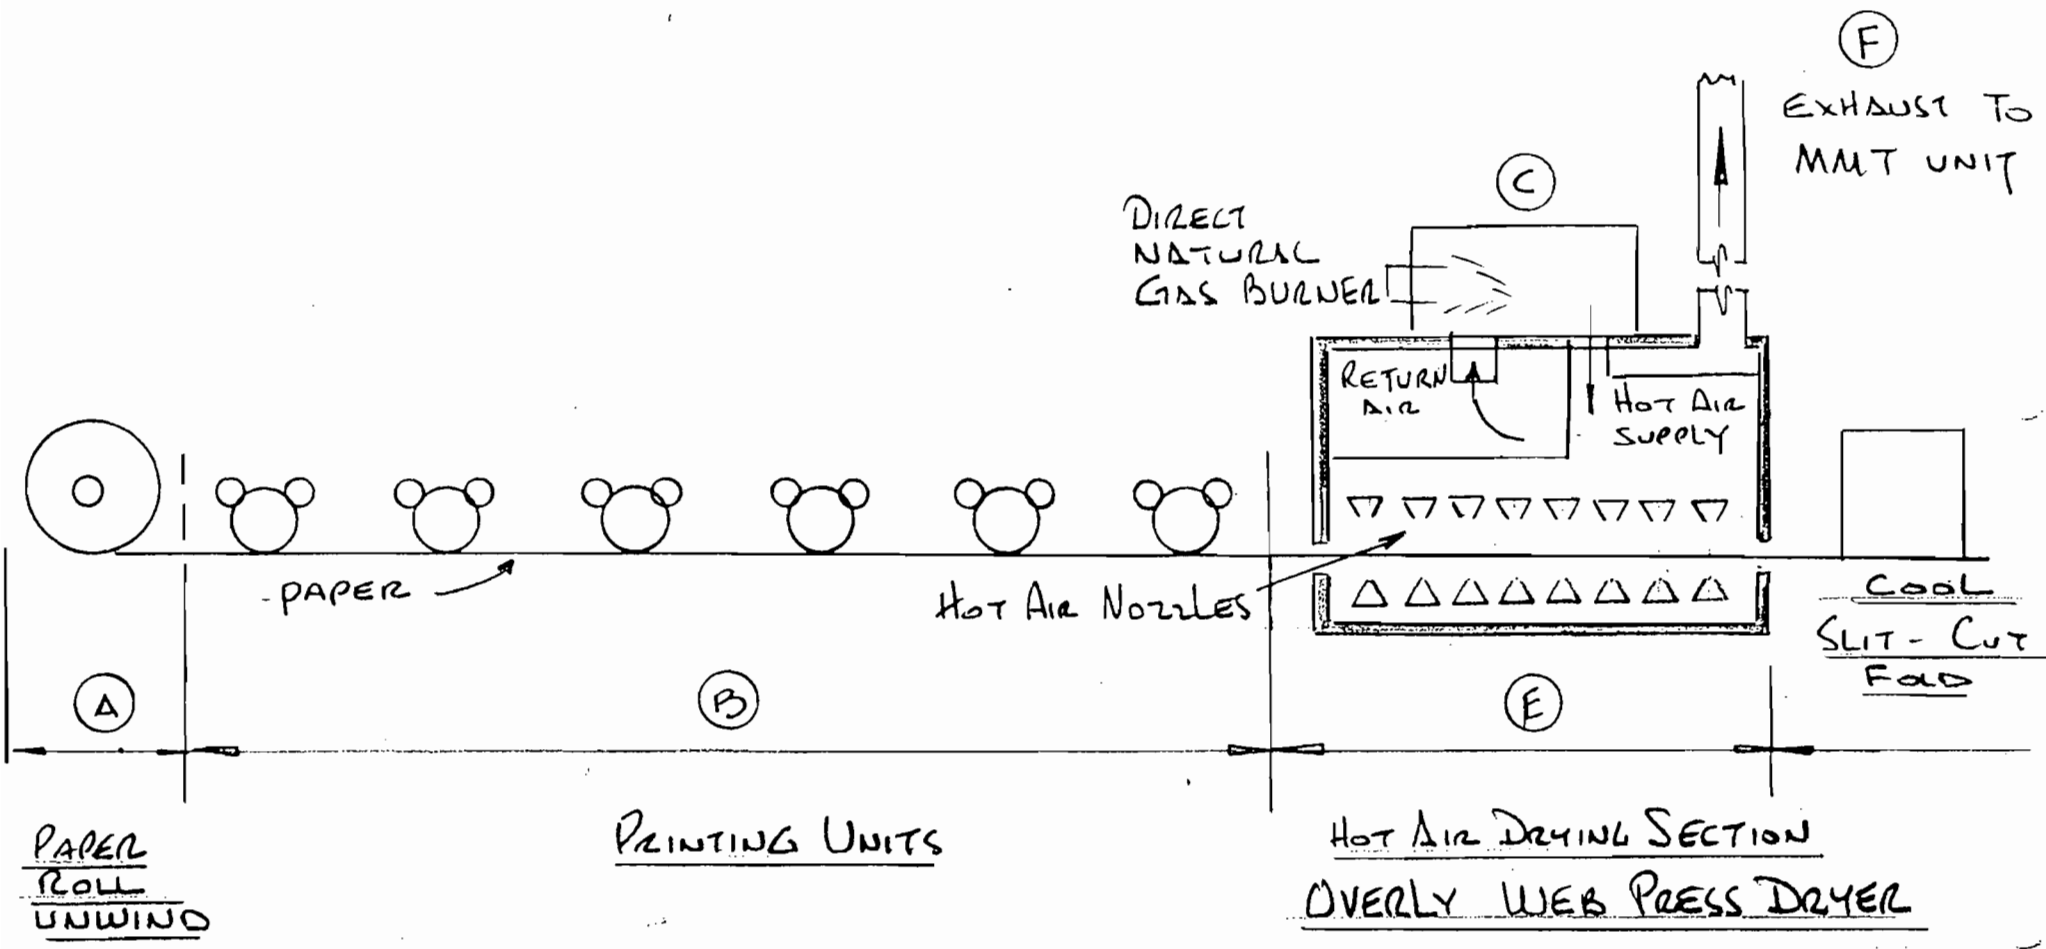 F
EXHAUST TO
MMT UNIT
C
DIRECT
NATURAL
GAS BURNER
RETURN
AIR
HOT AIR
SUPPLY
PAPER
HOT AIR NOZZLES
COOL
SLIT - CUT
FOLD
A
B
E
PAPER
ROLL
UNWIND
PRINTING UNITS
HOT AIR DRYING SECTION
OVERLY WEB PRESS DRYER